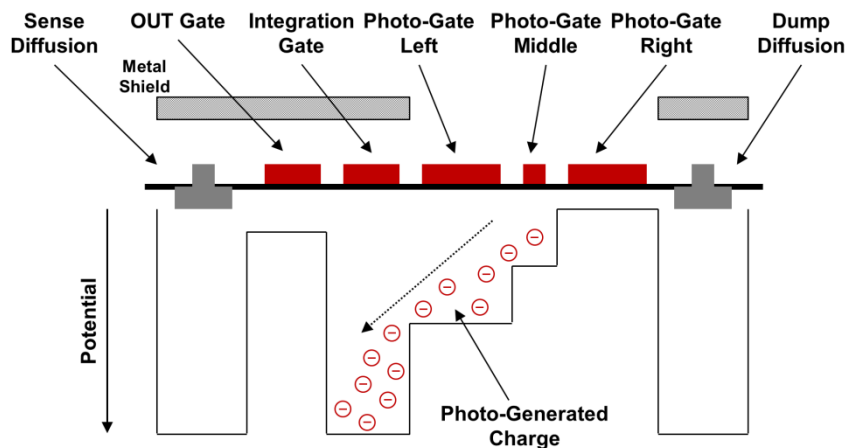 Sense
Diffusion
OUT Gate
Integration
Gate
Photo-Gate
Left
Photo-Gate
Middle
Photo-Gate
Right
Dump
Diffusion
Metal
Shield
Potential
Photo-Generated
Charge